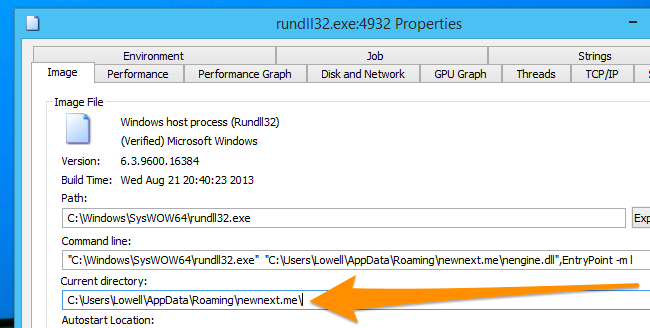 rundll32.exe:4932 Properties
Environment Job Strings
Image Performance Performance Graph Disk and Network GPU Graph Threads TCP/IP
Image File
Windows host process (Rundll32)
(Verified) Microsoft Windows
Version: 6.3.9600.16384
Build Time: Wed Aug 21 20:40:23 2013
Path:
C:\Windows\SysWOW64\rundll32.exe
Command line:
"C:\Windows\SysWOW64\rundll32.exe" "C:\Users\Lowell\AppData\Roaming\newnext.me\nengine.dll",EntryPoint -m l
Current directory:
C:\Users\Lowell\AppData\Roaming\newnext.me\
Autostart Location: